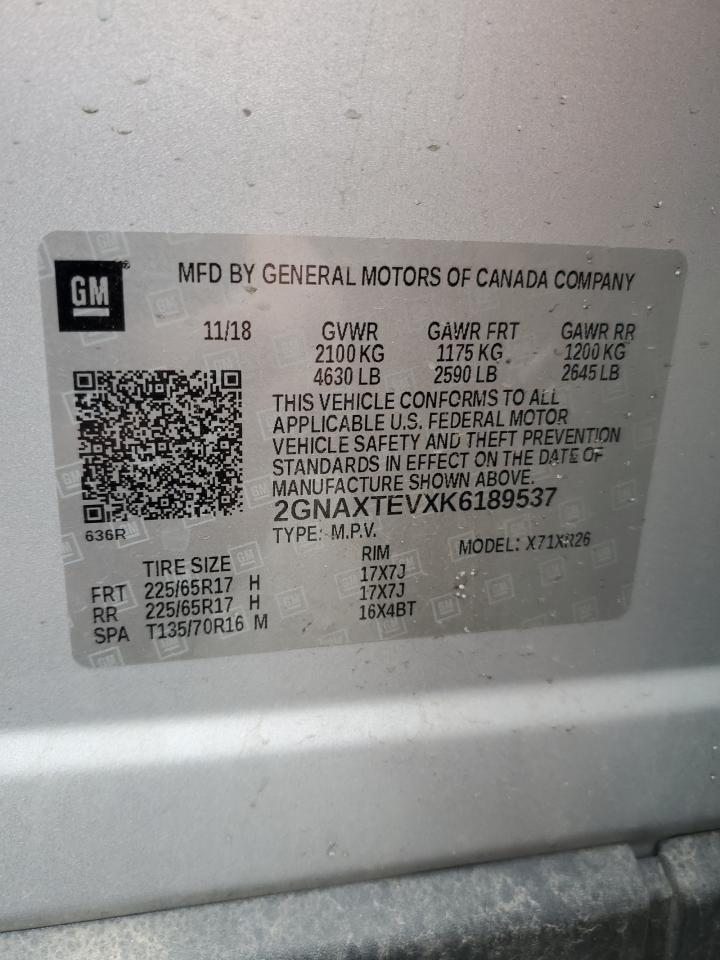 GM
MFD BY GENERAL MOTORS OF CANADA COMPANY
11/18 GVWR GAWR FRT GAWR RR
2100 KG 1175 KG 1200 KG
4630 LB 2590 LB 2645 LB
THIS VEHICLE CONFORMS TO ALL
APPLICABLE U.S. FEDERAL MOTOR
VEHICLE SAFETY AND THEFT PREVENTION
STANDARDS IN EFFECT ON THE DATE OF
MANUFACTURE SHOWN ABOVE.
2GNAXTEVXK6189537
636R
TYPE: M.P.V. MODEL: X71XR26
TIRE SIZE RIM
FRT 225/65R17 H 17X7J
RR 225/65R17 H 17X7J
SPA T135/70R16 M 16X4BT